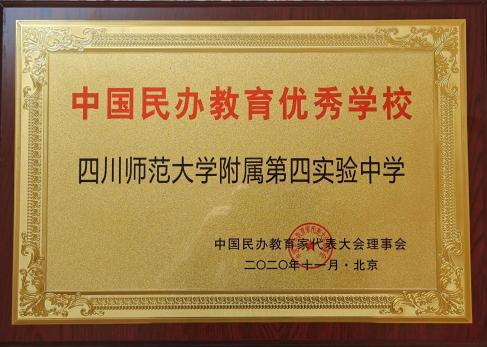 中国民办教育优秀学校
四川师范大学附属第四实验中学
中国民办教育家代表大会理事会
二〇二〇年十一月·北京